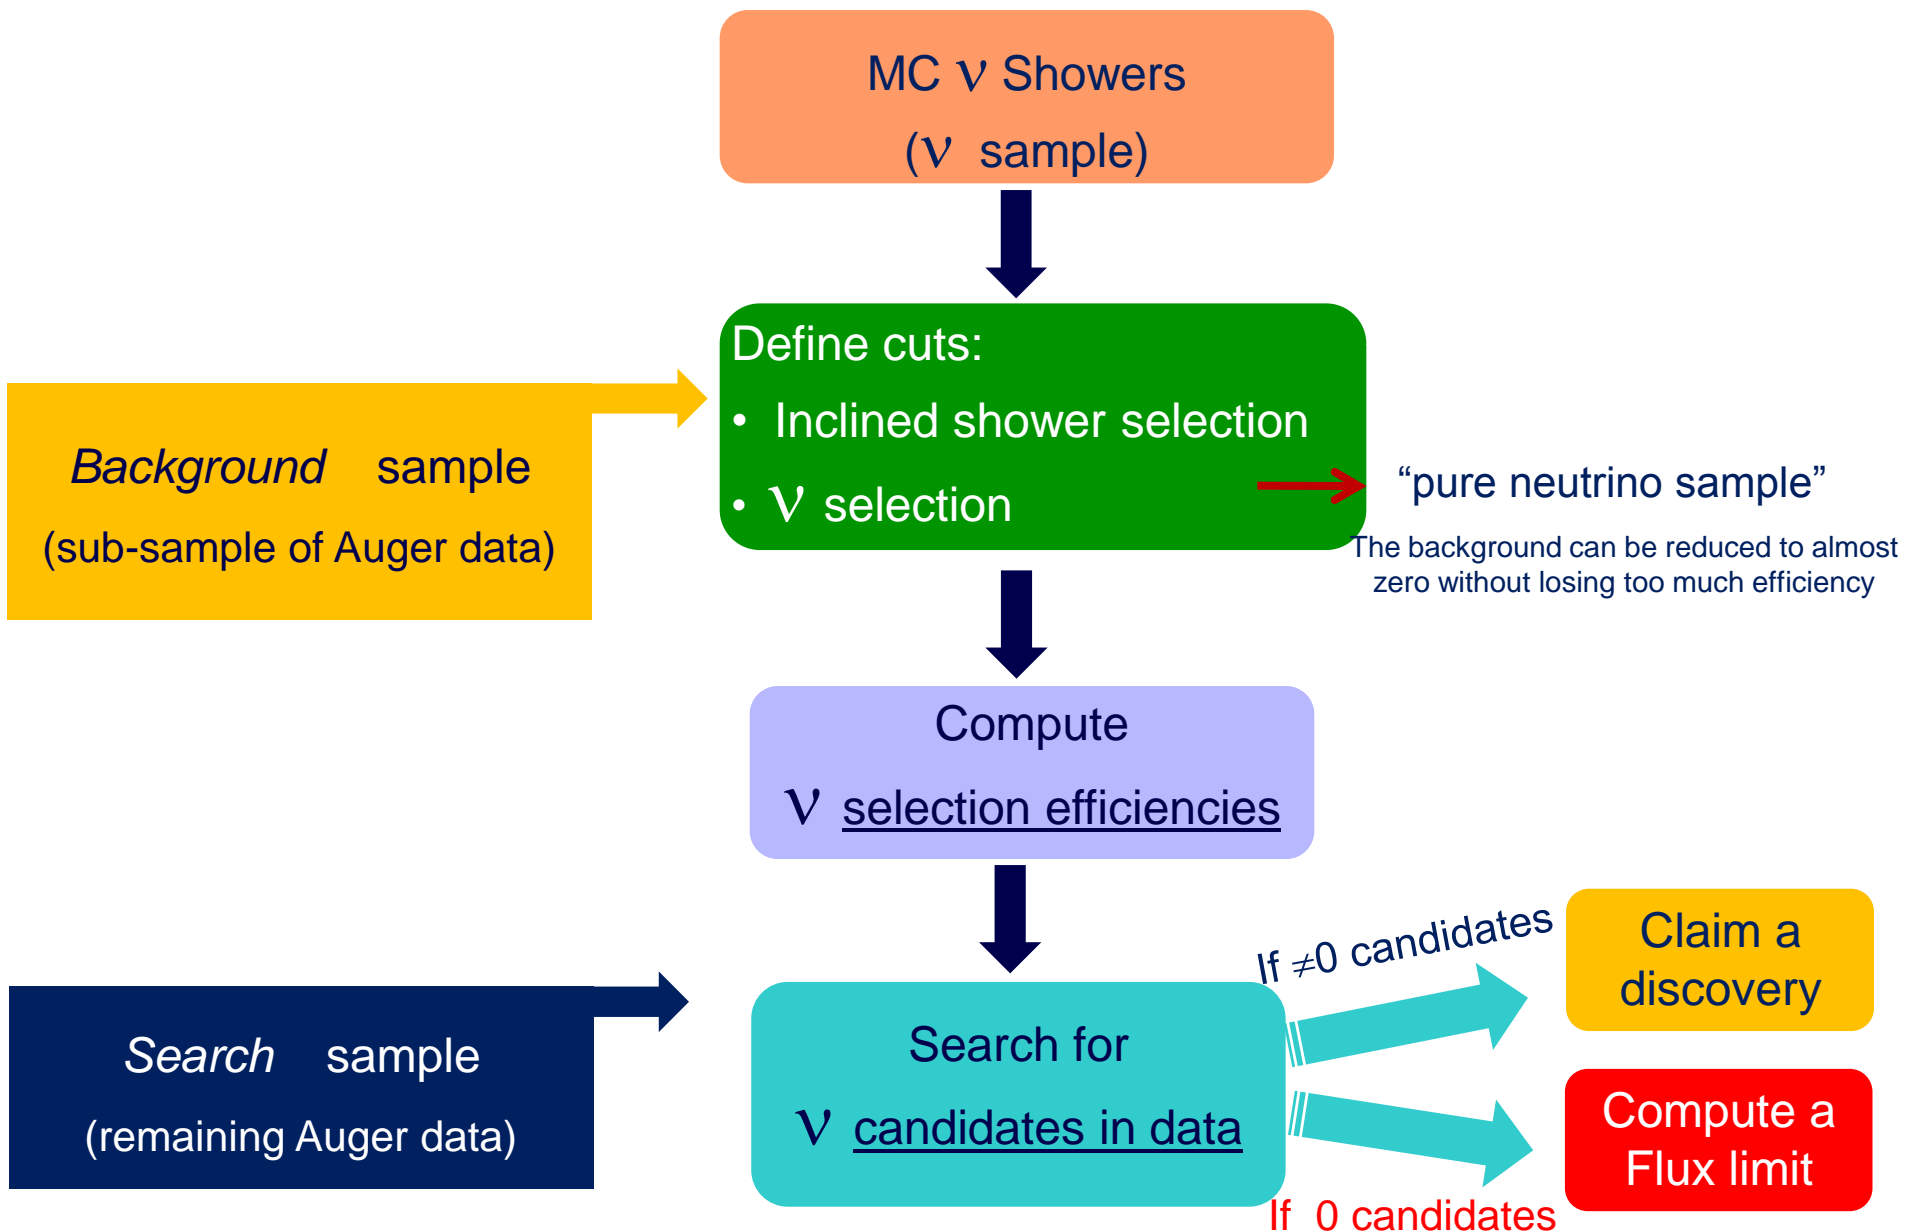 MC ν Showers
(ν sample)
Define cuts:
• Inclined shower selection
• ν selection
Background sample
(sub-sample of Auger data)
“pure neutrino sample”
The background can be reduced to almost
zero without losing too much efficiency
Compute
ν selection efficiencies
Search sample
(remaining Auger data)
Search for
ν candidates in data
If ≠0 candidates
Claim a
discovery
Compute a
Flux limit
If 0 candidates